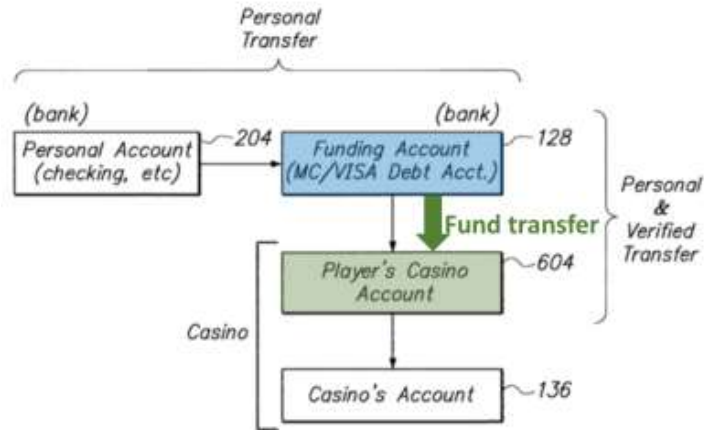 Personal
Transfer
(bank)
(bank)
Personal Account
(checking, etc)
204
Funding Account
(MC/VISA Debt Acct.)
128
Fund transfer
Personal
&
Verified
Transfer
Player's Casino
Account
604
Casino
Casino's Account
136